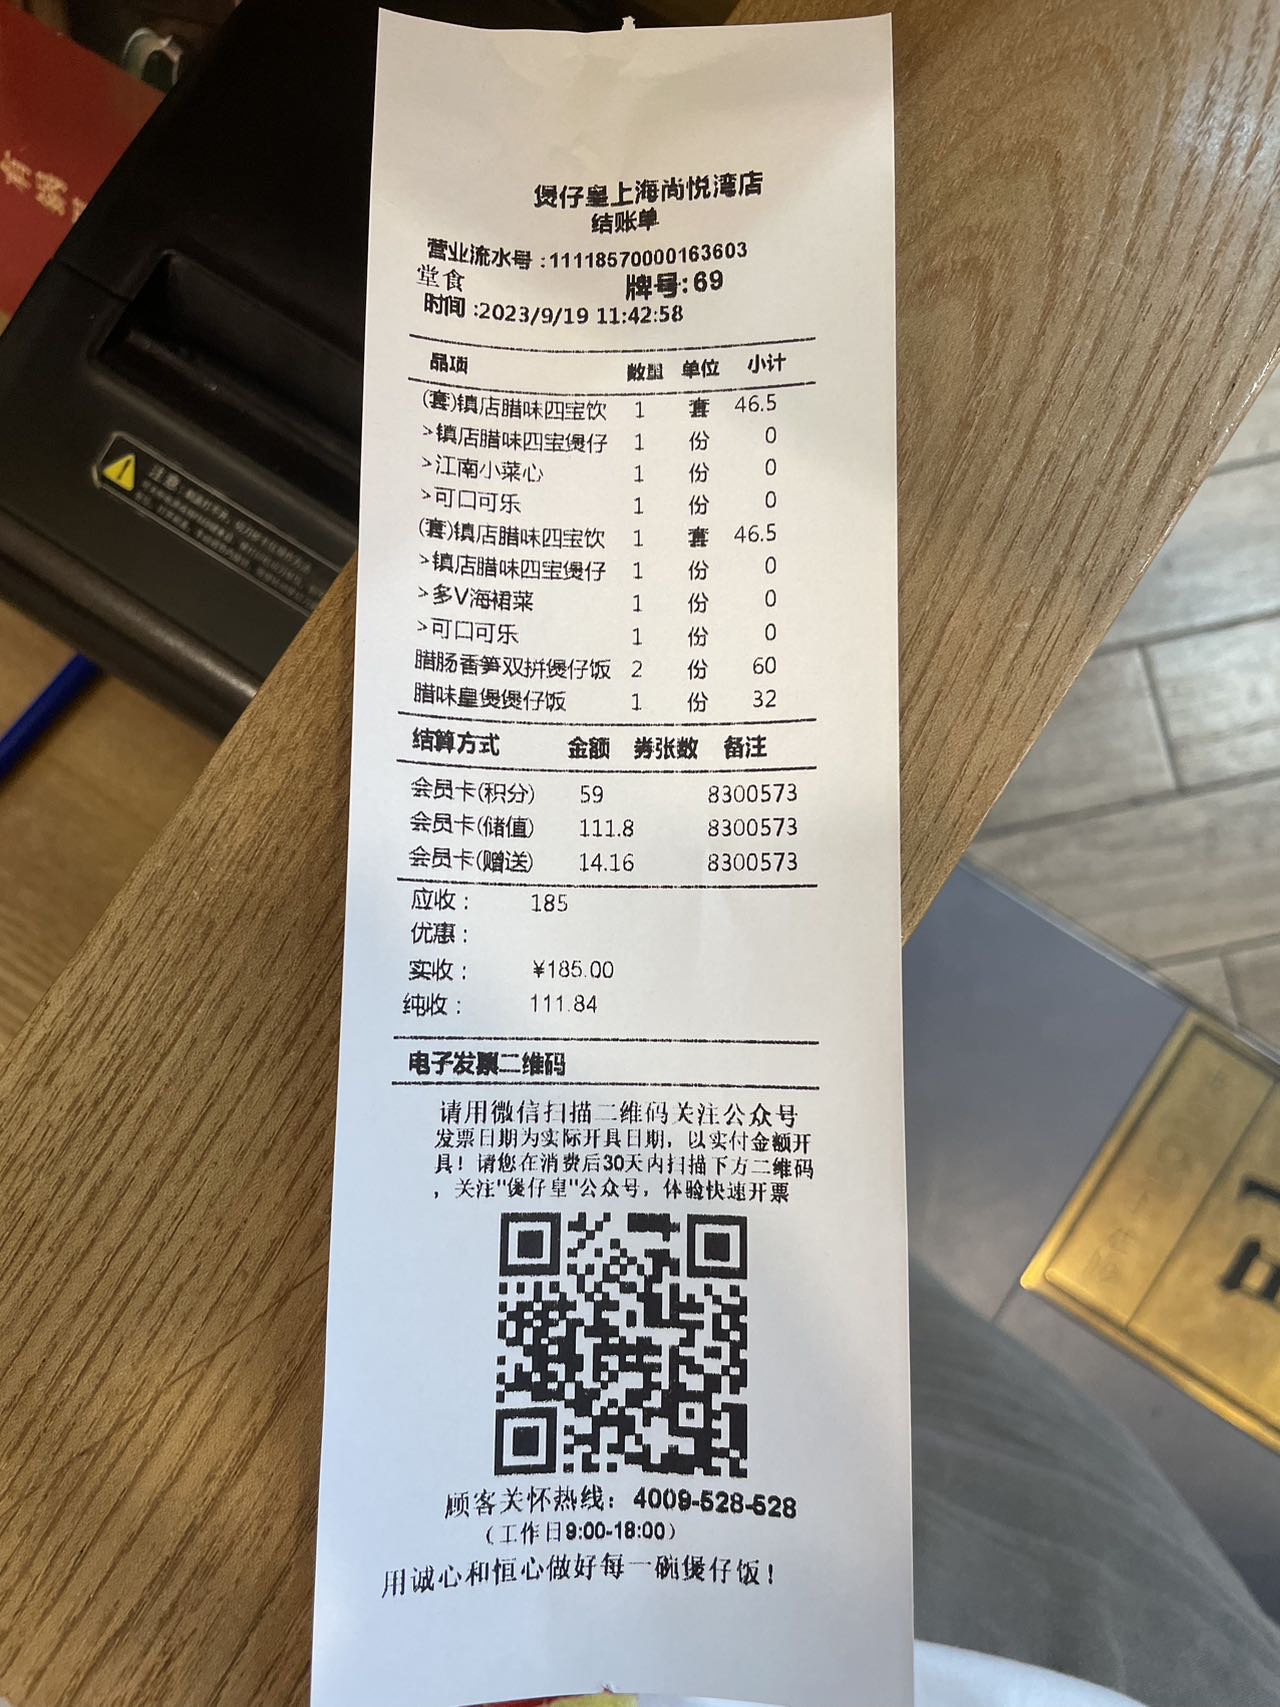 煲仔皇上海尚悦湾店
结账单
营业流水号:11118570000163603
堂食 牌号:69
时间:2023/9/19 11:42:58
品项 数量 单位 小计
(套)镇店腊味四宝饮 1 套 46.5
>镇店腊味四宝煲仔 1 份 0
>江南小菜心 1 份 0
>可口可乐 1 份 0
(套)镇店腊味四宝饮 1 套 46.5
>镇店腊味四宝煲仔 1 份 0
>多V海裙菜 1 份 0
>可口可乐 1 份 0
腊肠香笋双拼煲仔饭 2 份 60
腊味皇煲煲仔饭 1 份 32
结算方式 金额 券张数 备注
会员卡(积分) 59 8300573
会员卡(储值) 111.8 8300573
会员卡(赠送) 14.16 8300573
应收: 185
优惠:
实收: ¥185.00
纯收: 111.84
电子发票二维码
请用微信扫描二维码关注公众号
发票日期为实际开具日期，以实付金额开
具！请您在消费后30天内扫描下方二维码
，关注"煲仔皇"公众号，体验快速开票
顾客关怀热线：4009-528-528
（工作日9:00-18:00）
用诚心和恒心做好每一碗煲仔饭！
注意